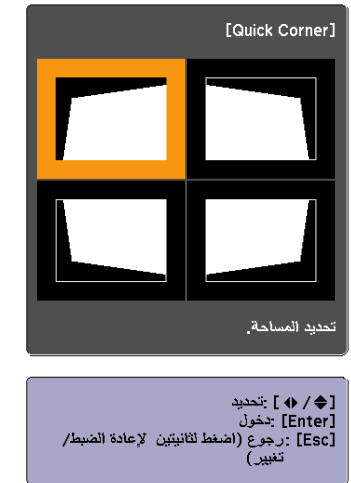 [Quick Corner]
تحديد المساحة.
[⬍ / ⬌] :تحديد
[Enter] :دخول
[Esc] :رجوع (اضغط لثانيتين لإعادة الضبط/
تغيير)